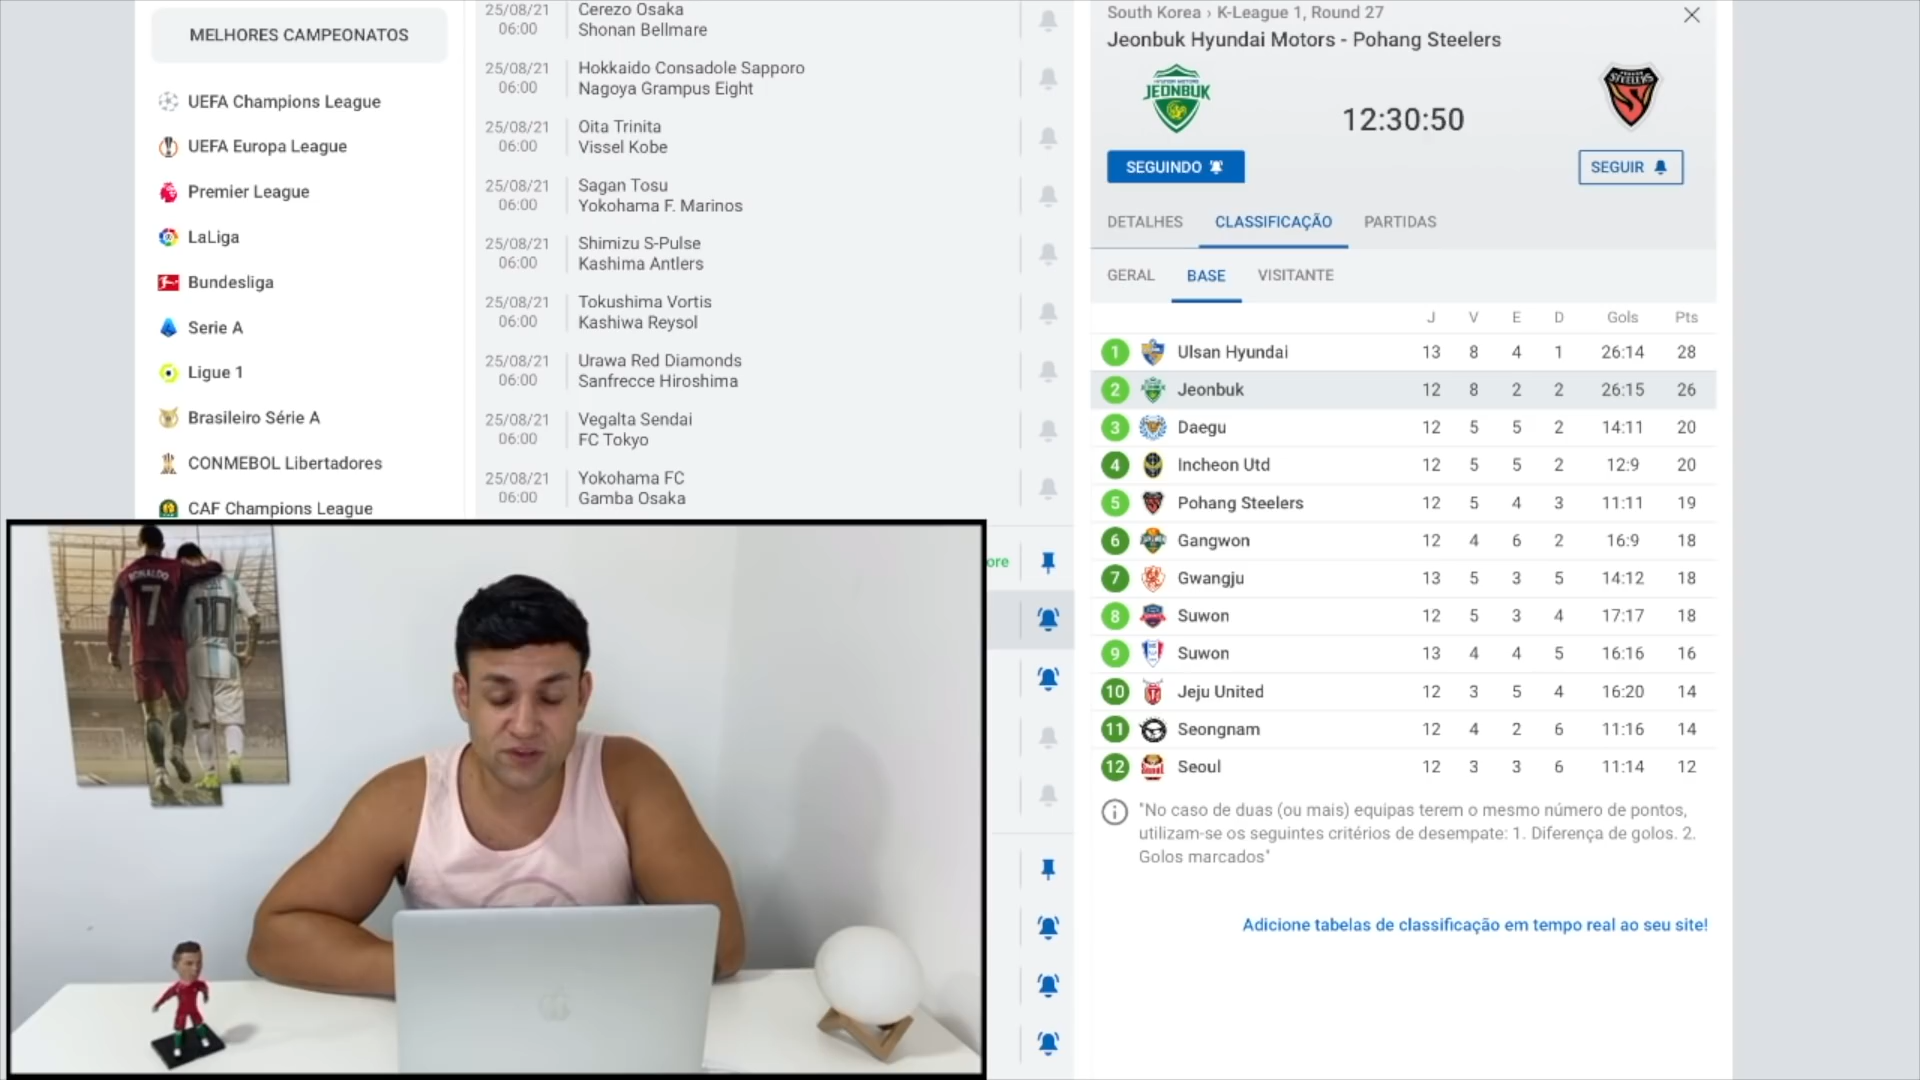 MELHORES CAMPEONATOS
UEFA Champions League
UEFA Europa League
Premier League
LaLiga
Bundesliga
Serie A
Ligue 1
Brasileiro Série A
CONMEBOL Libertadores
CAF Champions League
25/08/21 Cerezo Osaka
06:00 Shonan Bellmare
25/08/21 Hokkaido Consadole Sapporo
06:00 Nagoya Grampus Eight
25/08/21 Oita Trinita
06:00 Vissel Kobe
25/08/21 Sagan Tosu
06:00 Yokohama F. Marinos
25/08/21 Shimizu S-Pulse
06:00 Kashima Antlers
25/08/21 Tokushima Vortis
06:00 Kashiwa Reysol
25/08/21 Urawa Red Diamonds
06:00 Sanfrecce Hiroshima
25/08/21 Vegalta Sendai
06:00 FC Tokyo
25/08/21 Yokohama FC
06:00 Gamba Osaka
ore
South Korea › K-League 1, Round 27
Jeonbuk Hyundai Motors - Pohang Steelers
JEONBUK
STEELERS
12:30:50
SEGUINDO
SEGUIR
DETALHES CLASSIFICAÇÃO PARTIDAS
GERAL BASE VISITANTE
J V E D Gols Pts
1 Ulsan Hyundai 13 8 4 1 26:14 28
2 Jeonbuk 12 8 2 2 26:15 26
3 Daegu 12 5 5 2 14:11 20
4 Incheon Utd 12 5 5 2 12:9 20
5 Pohang Steelers 12 5 4 3 11:11 19
6 Gangwon 12 4 6 2 16:9 18
7 Gwangju 13 5 3 5 14:12 18
8 Suwon 12 5 3 4 17:17 18
9 Suwon 13 4 4 5 16:16 16
10 Jeju United 12 3 5 4 16:20 14
11 Seongnam 12 4 2 6 11:16 14
12 Seoul 12 3 3 6 11:14 12
"No caso de duas (ou mais) equipas terem o mesmo número de pontos,
utilizam-se os seguintes critérios de desempate: 1. Diferença de golos. 2.
Golos marcados"
Adicione tabelas de classificação em tempo real ao seu site!
RONALDO
7
10